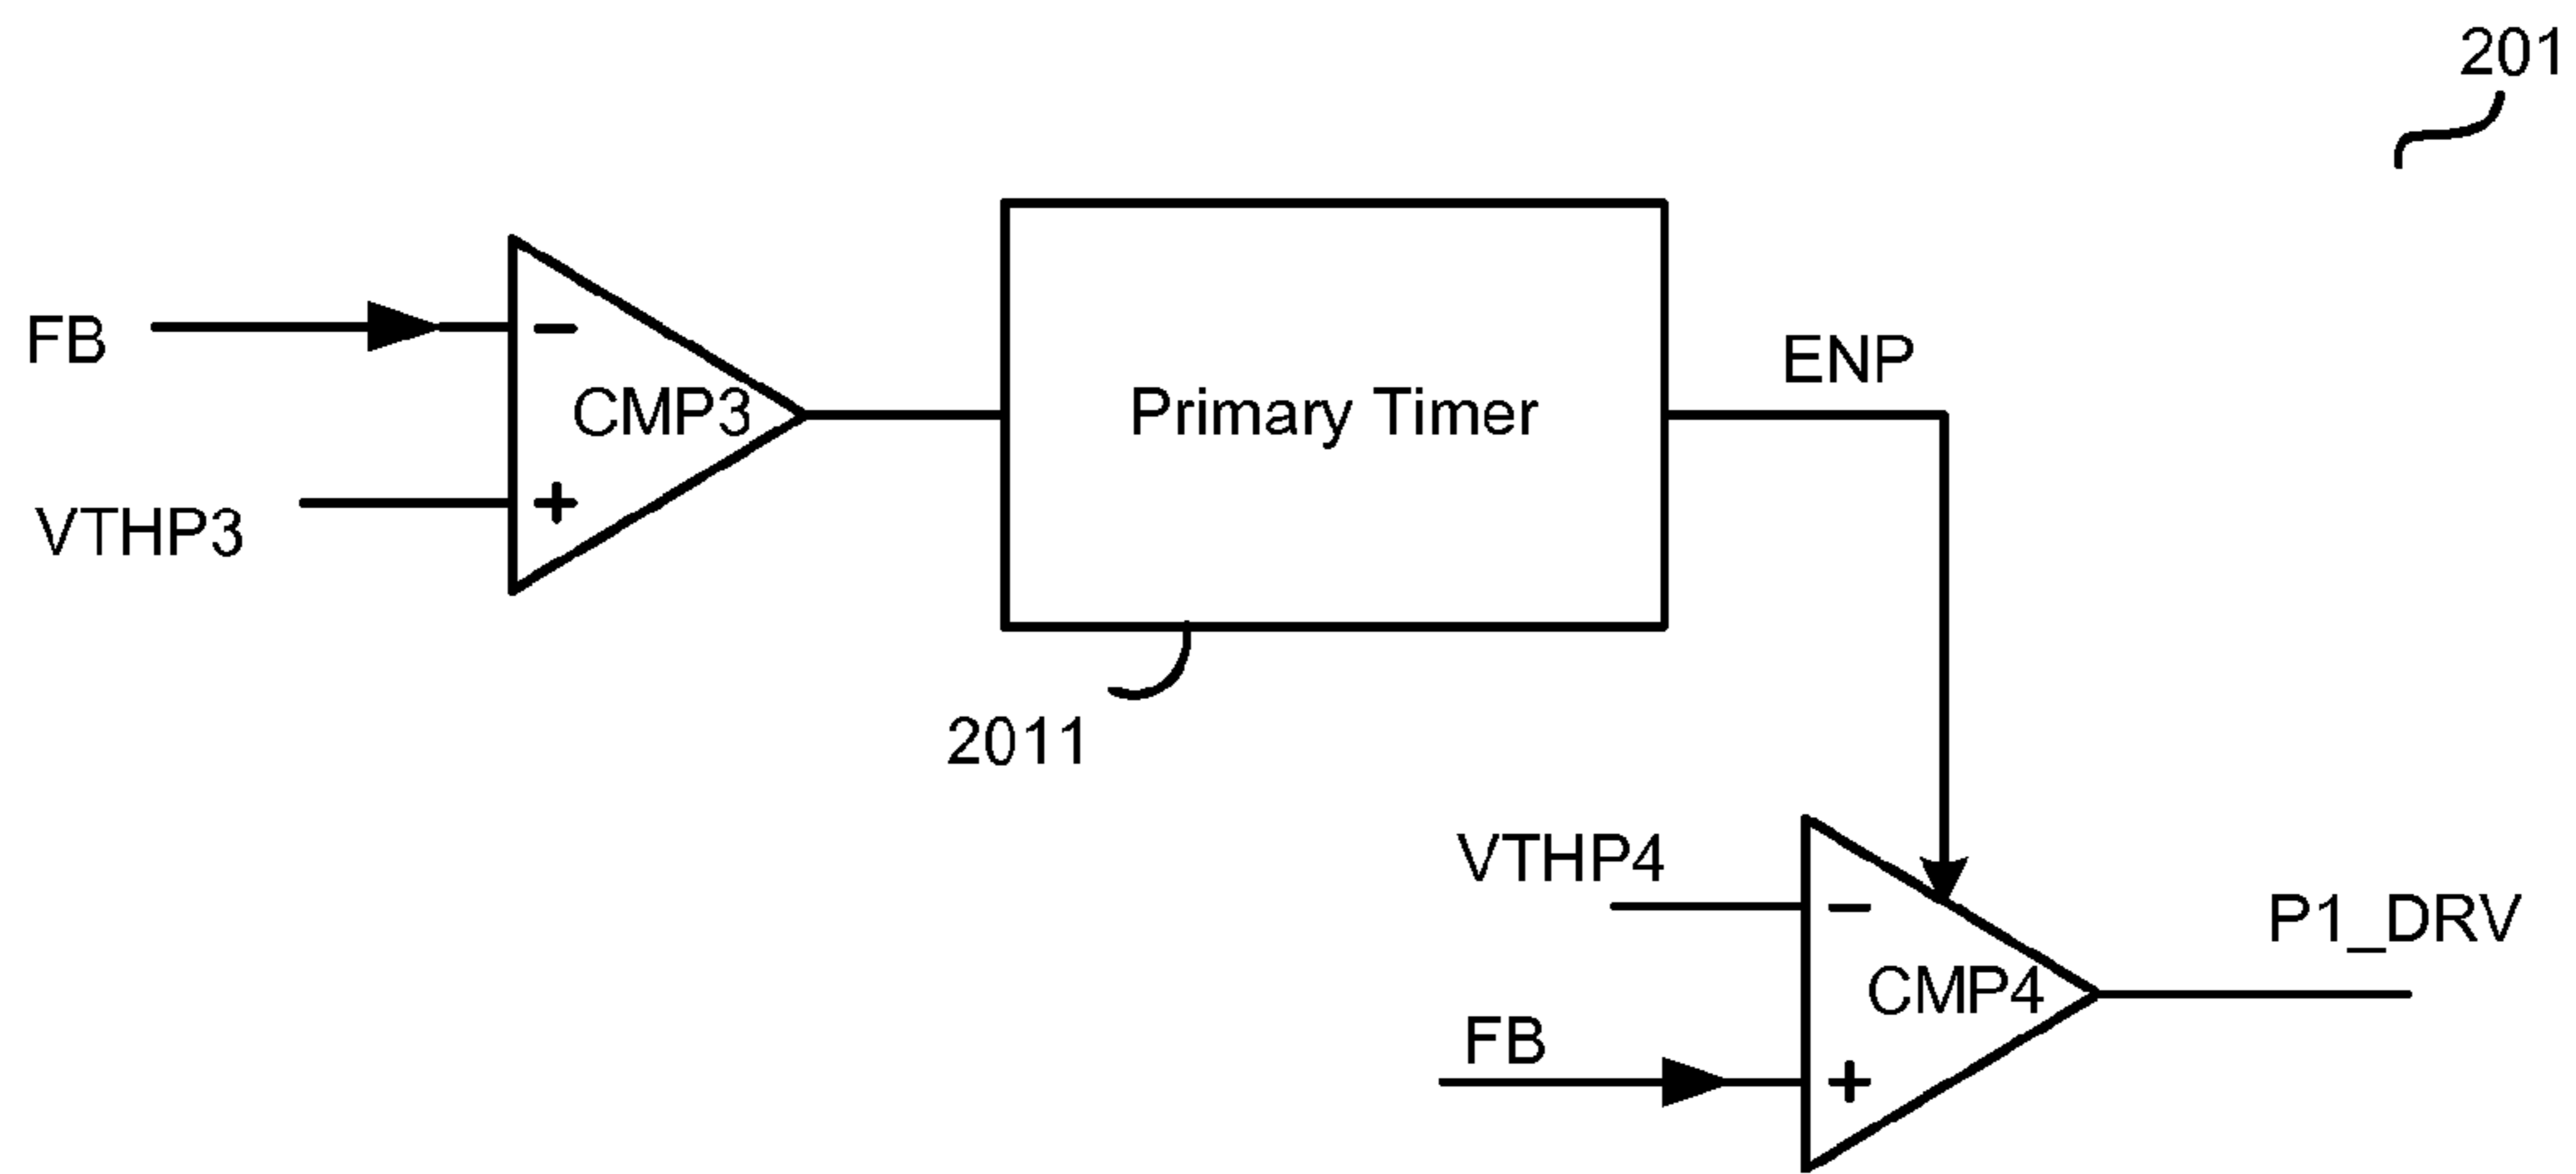 201
FB
−
CMP3
VTHP3
+
Primary Timer
ENP
2011
VTHP4
−
CMP4
P1_DRV
FB
+